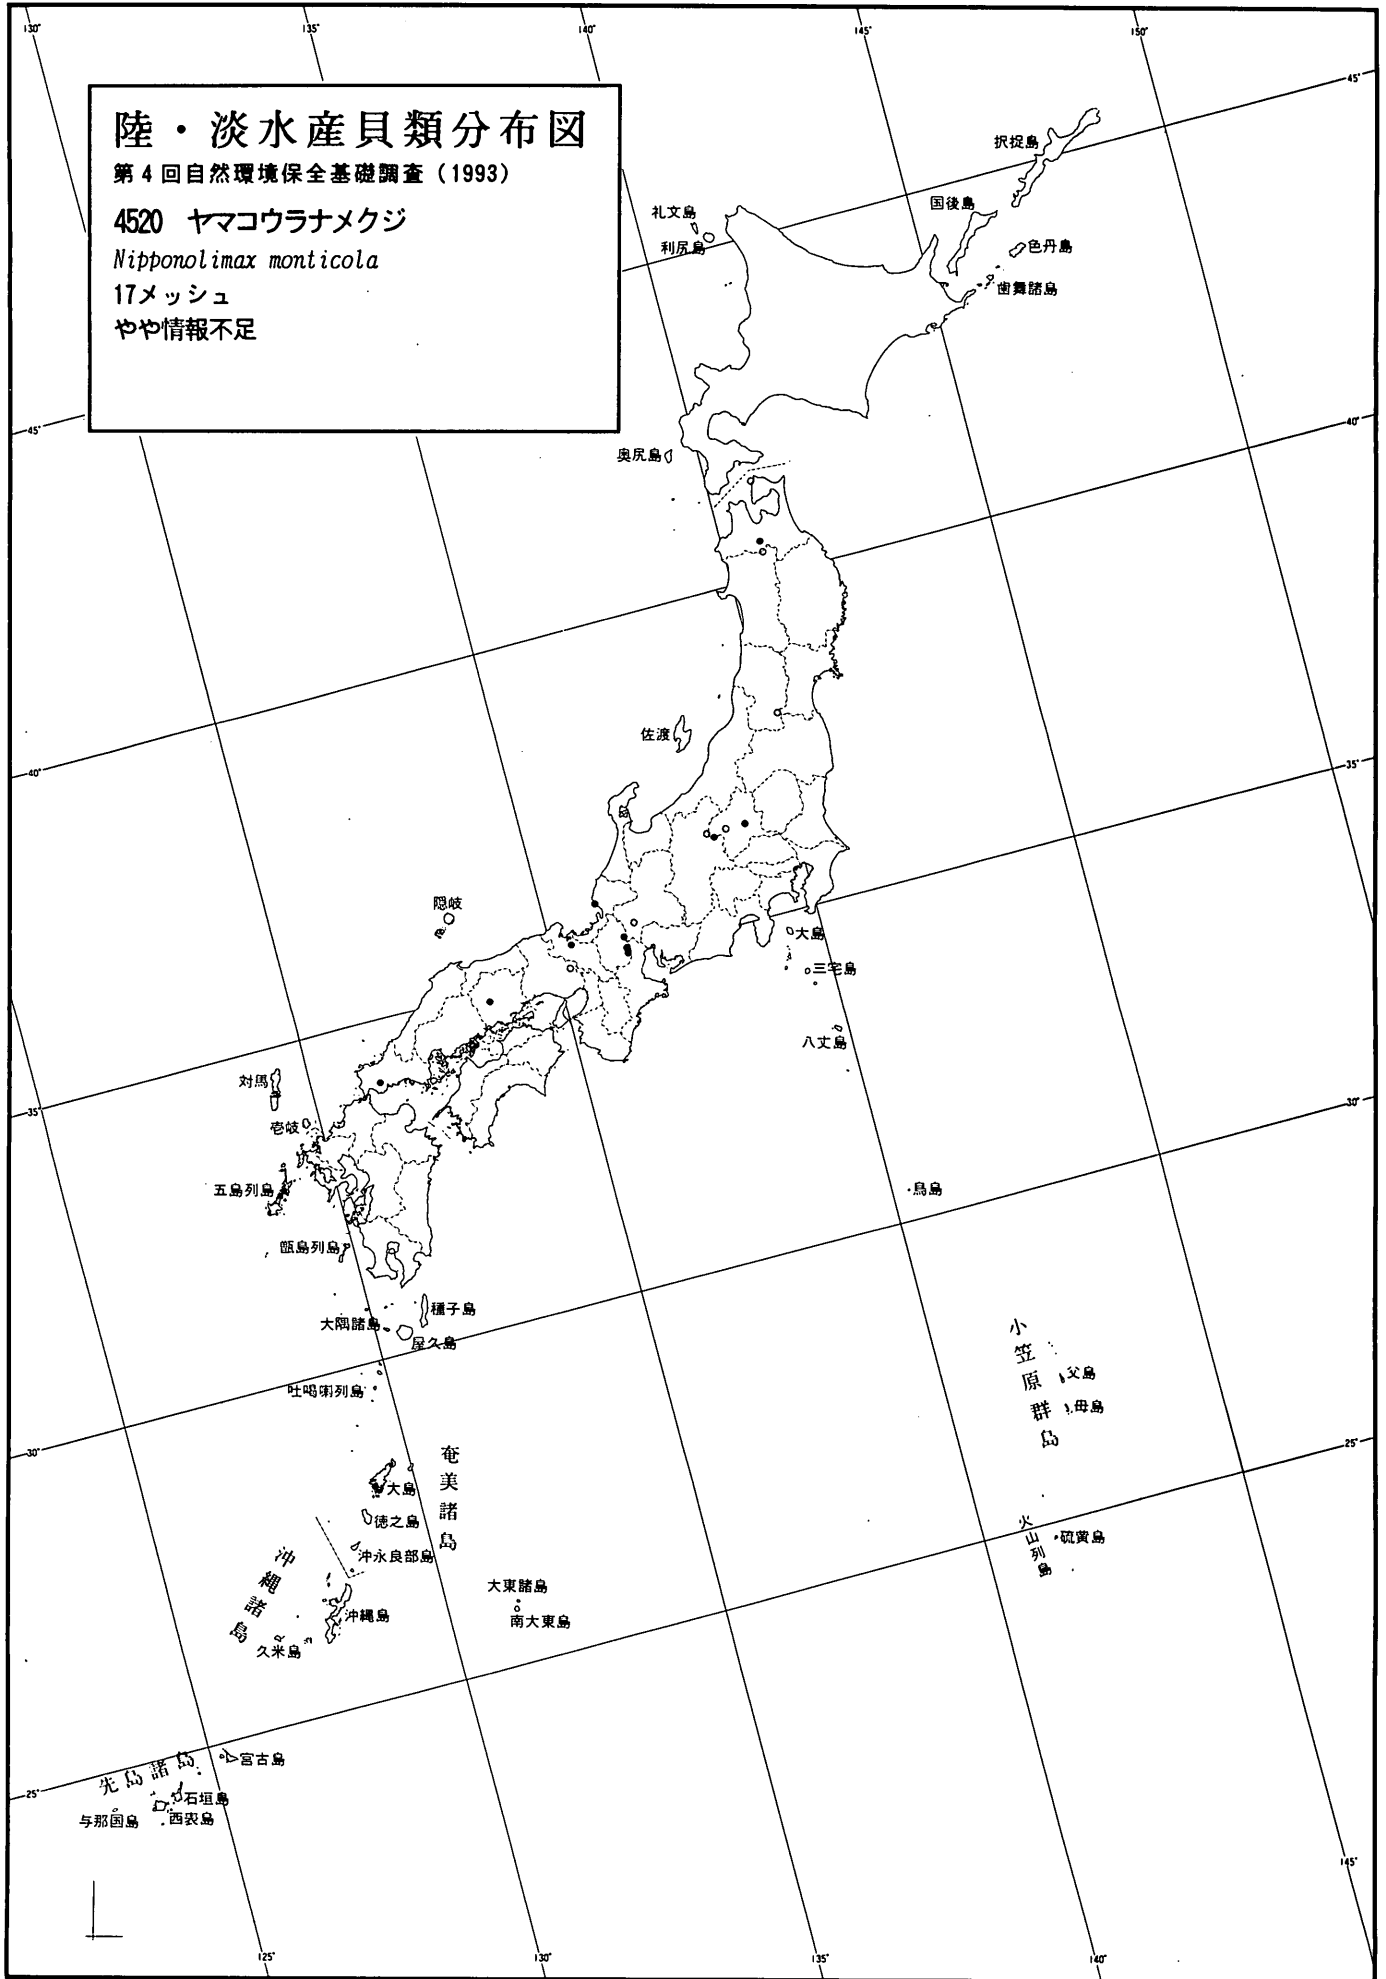 陸・淡水産貝類分布図
第4回自然環境保全基礎調査（1993）
4520　ヤマコウラナメクジ
Nipponolimax monticola
17メッシュ
やや情報不足
130°
135°
140°
145°
150°
45°
択捉島
国後島
礼文島
利尻島
色丹島
歯舞諸島
45°
40°
奥尻島
佐渡
40°
35°
隠岐
大島
三宅島
八丈島
対馬
壱岐
35°
30°
五島列島
鳥島
甑島列島
種子島
大隅諸島
屋久島
吐噶喇列島
小笠原群島
父島
母島
30°
25°
奄美諸島
大島
徳之島
沖永良部島
火山列島
硫黄島
沖縄諸島
沖縄島
久米島
大東諸島
南大東島
先島諸島
宮古島
石垣島
西表島
与那国島
25°
145°
125°
130°
135°
140°